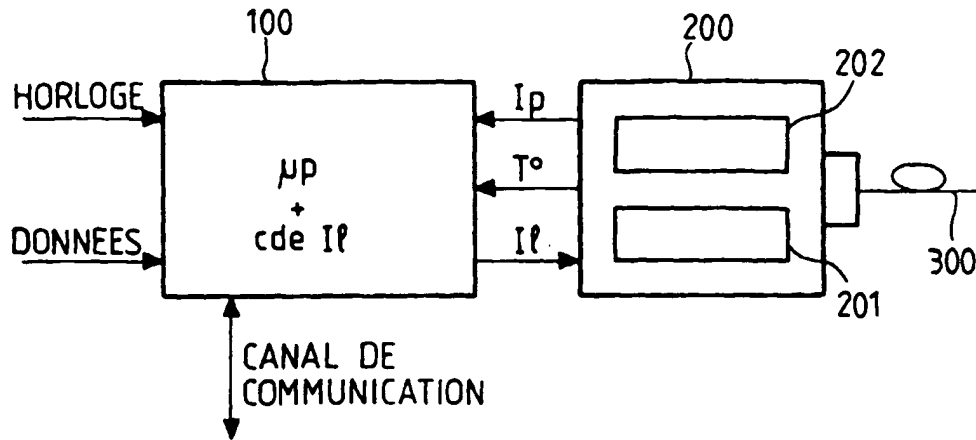 100
200
202
HORLOGE
Ip
µp
+
cde Iℓ
T°
DONNEES
Iℓ
300
201
CANAL DE
COMMUNICATION